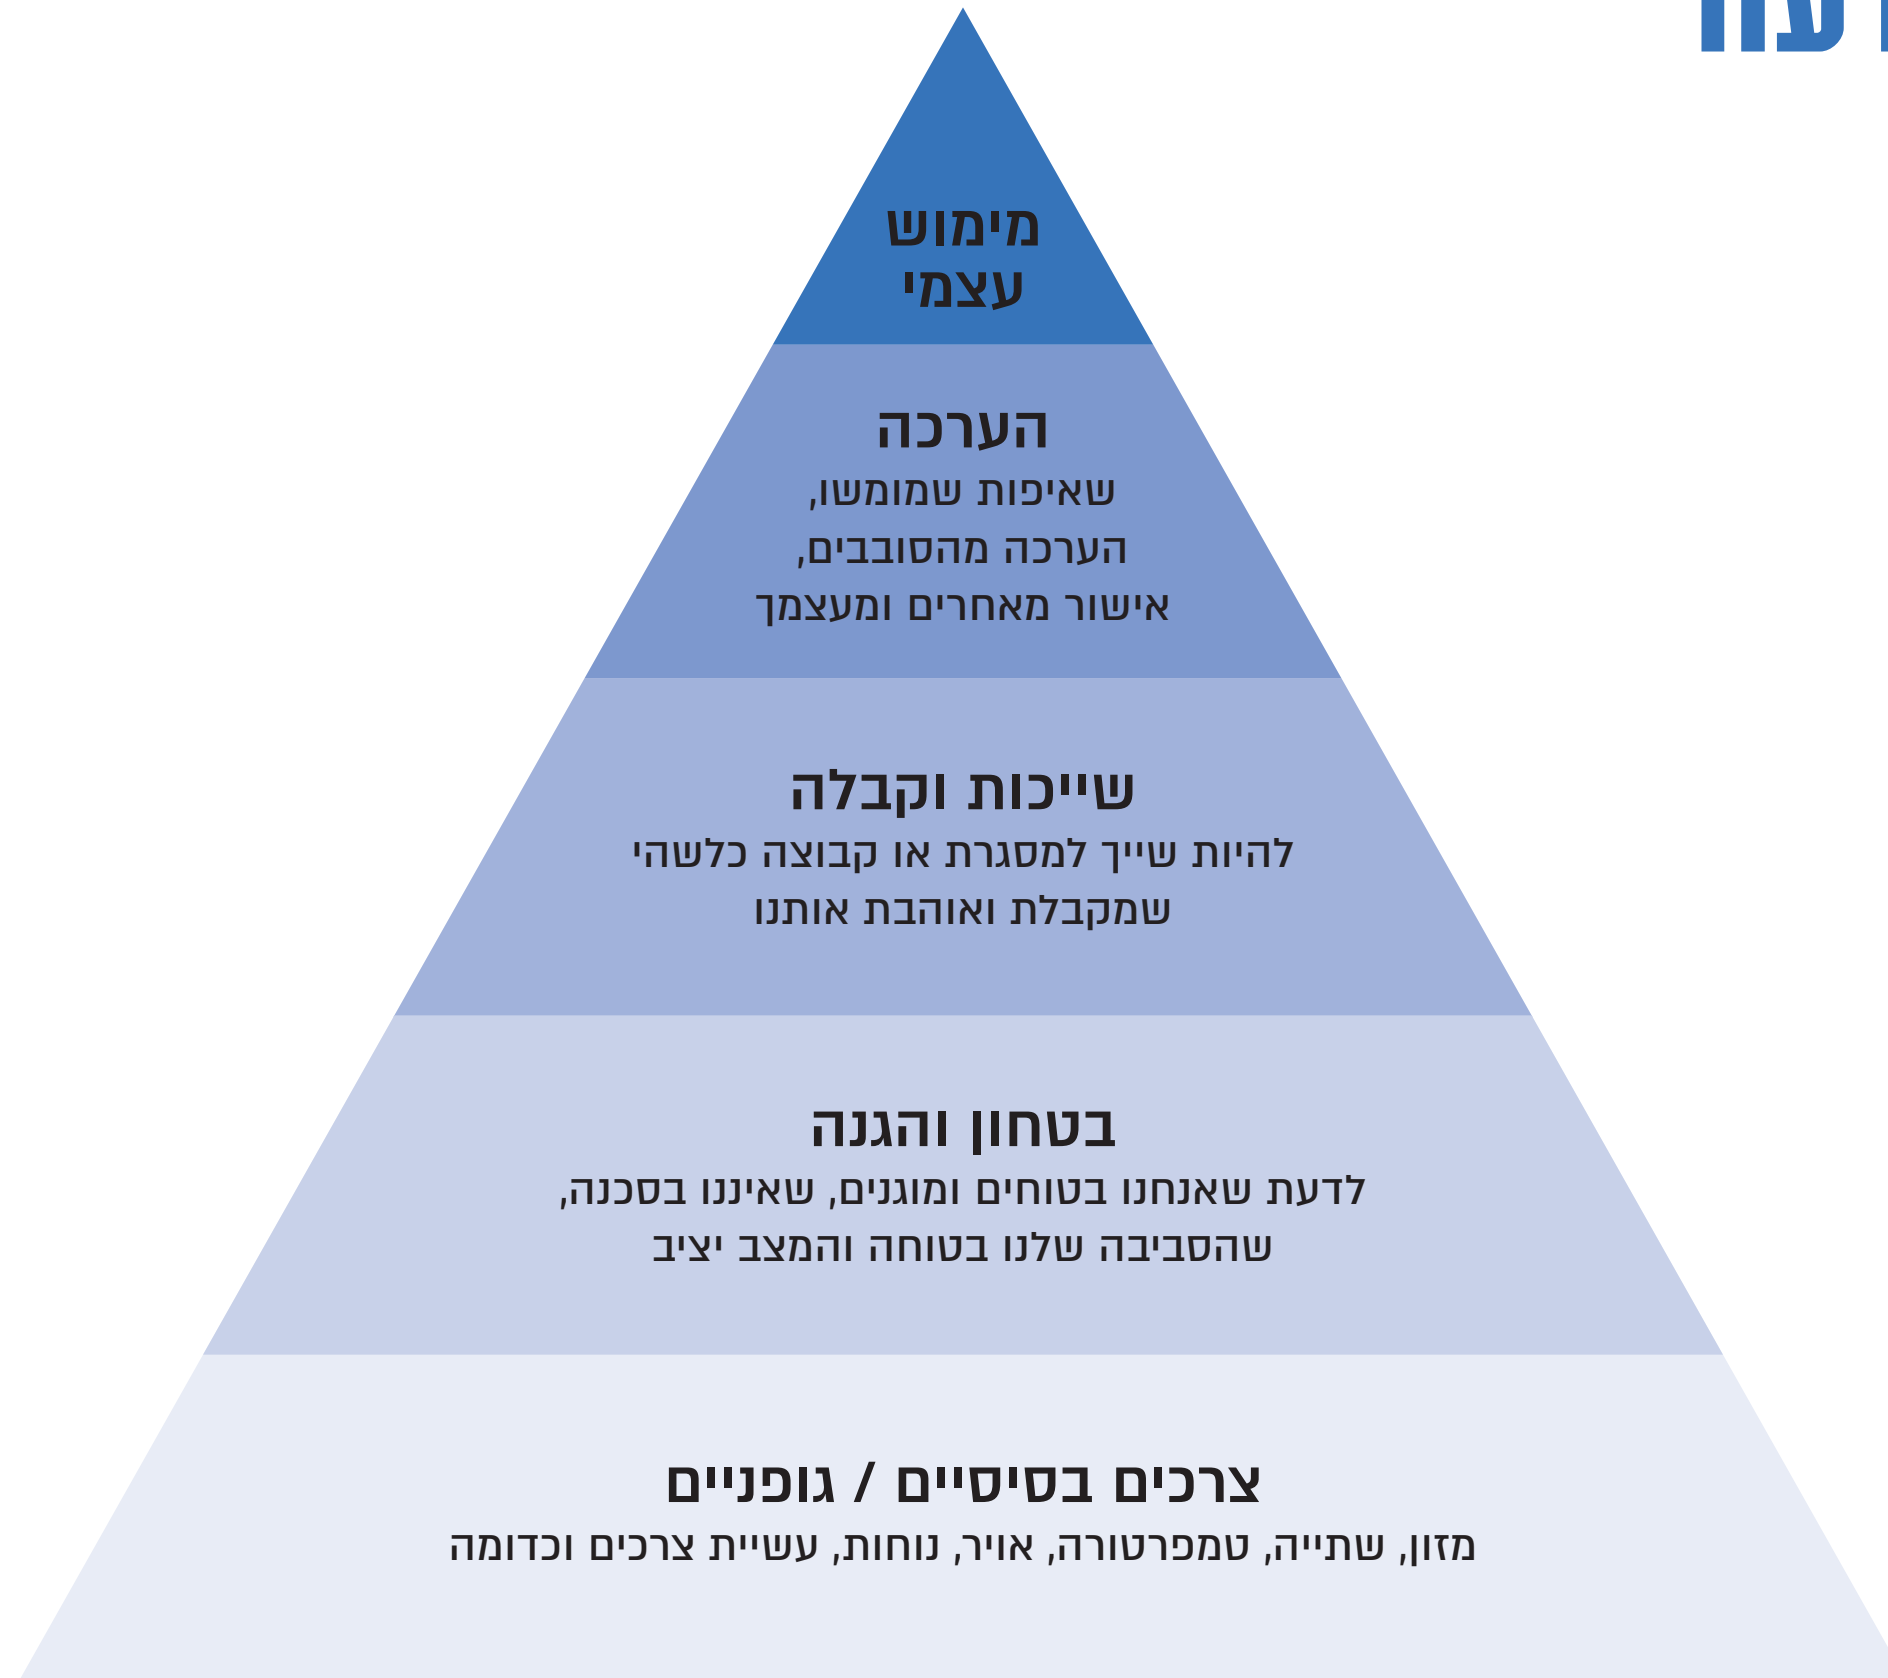 מימוש
עצמי
הערכה
שאיפות שמומשו,
הערכה מהסובבים,
אישור מאחרים ומעצמך
שייכות וקבלה
להיות שייך למסגרת או קבוצה כלשהי
שמקבלת ואוהבת אותנו
בטחון והגנה
לדעת שאנחנו בטוחים ומוגנים, שאיננו בסכנה,
שהסביבה שלנו בטוחה והמצב יציב
צרכים בסיסיים / גופניים
מזון, שתייה, טמפרטורה, אויר, נוחות, עשיית צרכים וכדומה